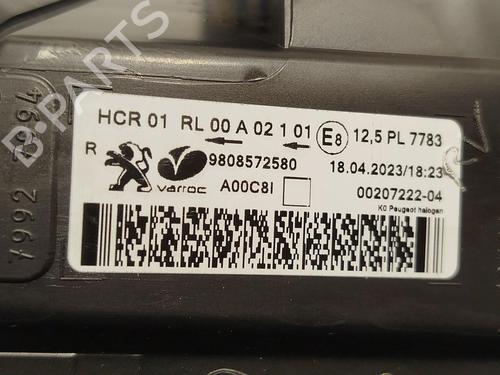 B-PARTS
7992 7994
HCR 01 RL 00 A 02 1 01 E8 12,5 PL 7783
R varroc 9808572580 18.04.2023/18:23
A00C8I 00207222-04
K0 Peugeot halogen